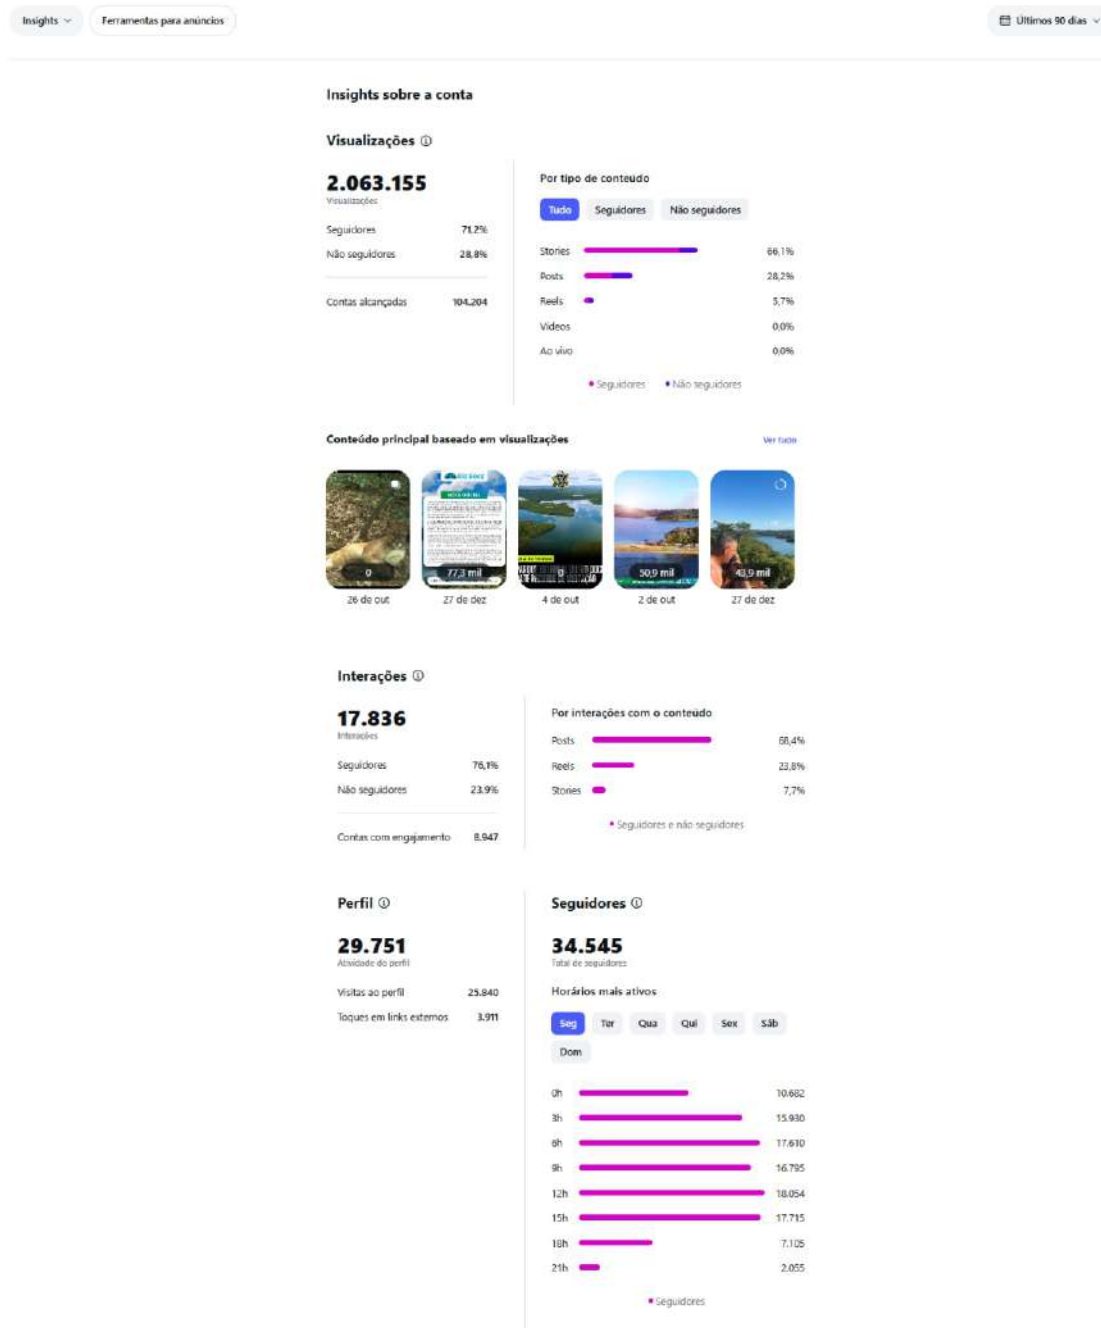 Insights
Ferramentas para anúncios
Últimos 90 dias
Insights sobre a conta
Visualizações
2.063.155
Visualizações
Seguidores 71,2%
Não seguidores 28,8%
Contas alcançadas 104.204
Por tipo de conteúdo
Tudo Seguidores Não seguidores
Stories 66,1%
Posts 28,2%
Reels 5,7%
Vídeos 0,0%
Ao vivo 0,0%
Seguidores Não seguidores
Conteúdo principal baseado em visualizações
Ver tudo
0
77,3 mil
0
50,9 mil
43,9 mil
26 de out
27 de dez
4 de out
2 de out
27 de dez
Interações
17.836
Interações
Seguidores 76,1%
Não seguidores 23,9%
Contas com engajamento 8.947
Por interações com o conteúdo
Posts 68,4%
Reels 23,8%
Stories 7,7%
Seguidores e não seguidores
Perfil
29.751
Atividade do perfil
Visitas ao perfil 25.840
Toques em links externos 3.911
Seguidores
34.545
Total de seguidores
Horários mais ativos
Seg Ter Qua Qui Sex Sáb
Dom
0h 10.682
3h 15.930
6h 17.610
9h 16.795
12h 18.054
15h 17.715
18h 7.105
21h 2.055
Seguidores